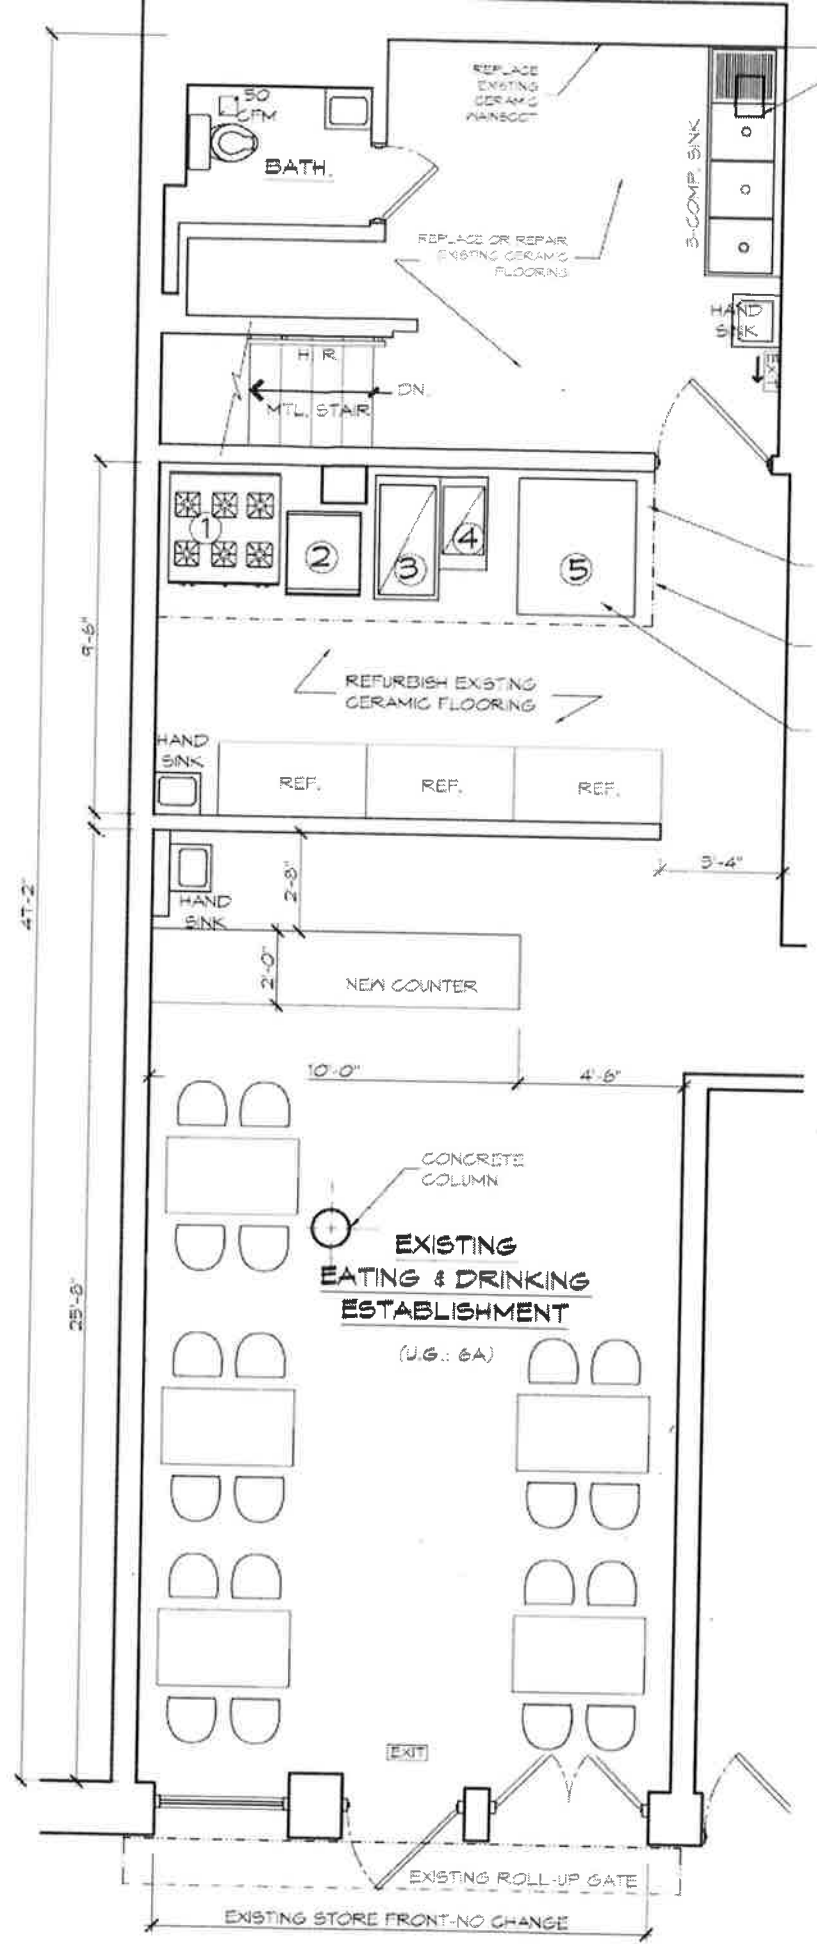 REPLACE
EXISTING
CERAMIC
WAINSCOT
50
CFM
BATH.
3-COMP. SINK
REPLACE OR REPAIR
EXISTING CERAMIC
FLOORING
HAND
SINK
EXIT
H.R.
DN.
MTL. STAIR
1
2
3
4
5
9'-6"
REFURBISH EXISTING
CERAMIC FLOORING
HAND
SINK
REF.
REF.
REF.
3'-4"
47'-2"
2'-8"
HAND
SINK
2'-0"
NEW COUNTER
10'-0"
4'-8"
CONCRETE
COLUMN
EXISTING
EATING & DRINKING
ESTABLISHMENT
(U.G.: 6A)
25'-8"
EXIT
EXISTING ROLL-UP GATE
EXISTING STORE FRONT-NO CHANGE